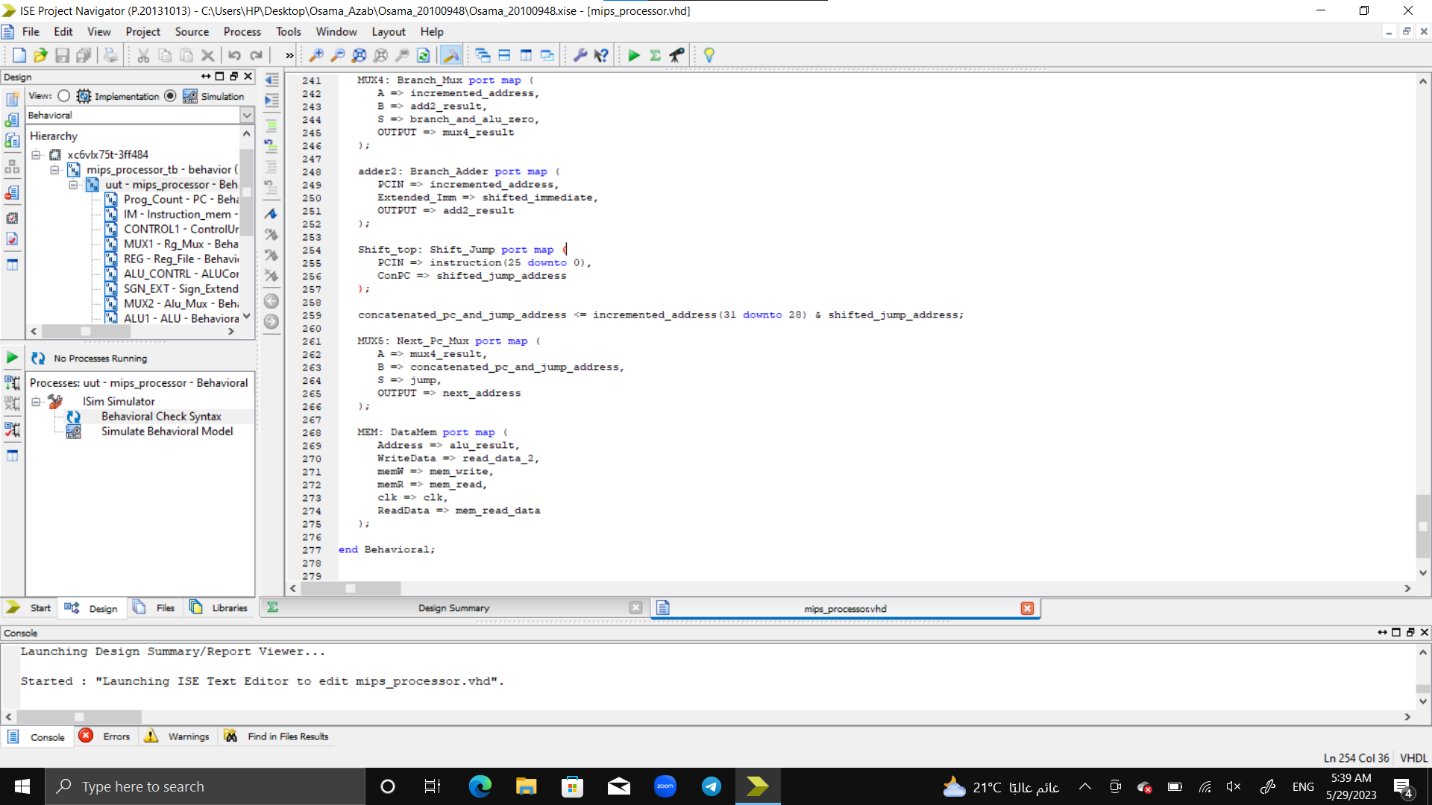 ISE Project Navigator (P.20131013) - C:\Users\HP\Desktop\Osama_Azab\Osama_20100948\Osama_20100948.xise - [mips_processor.vhd]
File Edit View Project Source Process Tools Window Layout Help
Design
View: Implementation Simulation
Behavioral
Hierarchy
xc6vlx75t-3ff484
mips_processor_tb - behavior (
uut - mips_processor - Beh
Prog_Count - PC - Beha
IM - Instruction_mem -
CONTROL1 - ControlUr
MUX1 - Rg_Mux - Beha
REG - Reg_File - Behavic
ALU_CONTRL - ALUCor
SGN_EXT - Sign_Extend
MUX2 - Alu_Mux - Beha
ALU1 - ALU - Behaviora
No Processes Running
Processes: uut - mips_processor - Behavioral
ISim Simulator
Behavioral Check Syntax
Simulate Behavioral Model
Start Design Files Libraries
241 MUX4: Branch_Mux port map (
242 A => incremented_address,
243 B => add2_result,
244 S => branch_and_alu_zero,
245 OUTPUT => mux4_result
246 );
247
248 adder2: Branch_Adder port map (
249 PCIN => incremented_address,
250 Extended_Imm => shifted_immediate,
251 OUTPUT => add2_result
252 );
253
254 Shift_top: Shift_Jump port map (
255 PCIN => instruction(25 downto 0),
256 ConPC => shifted_jump_address
257 );
258
259 concatenated_pc_and_jump_address <= incremented_address(31 downto 28) & shifted_jump_address;
260
261 MUX5: Next_Pc_Mux port map (
262 A => mux4_result,
263 B => concatenated_pc_and_jump_address,
264 S => jump,
265 OUTPUT => next_address
266 );
267
268 MEM: DataMem port map (
269 Address => alu_result,
270 WriteData => read_data_2,
271 memW => mem_write,
272 memR => mem_read,
273 clk => clk,
274 ReadData => mem_read_data
275 );
276
277 end Behavioral;
278
279
Design Summary mips_processor.vhd
Console
Launching Design Summary/Report Viewer...
Started : "Launching ISE Text Editor to edit mips_processor.vhd".
Console Errors Warnings Find in Files Results
Ln 254 Col 36 VHDL
Type here to search
zoom
21°C غائم غالبًا
ENG
5:39 AM
5/29/2023
4